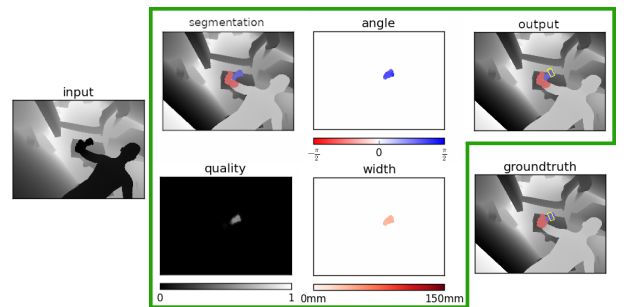 segmentation
angle
output
input
-π/2
0
π/2
quality
width
groundtruth
0
1
0mm
150mm